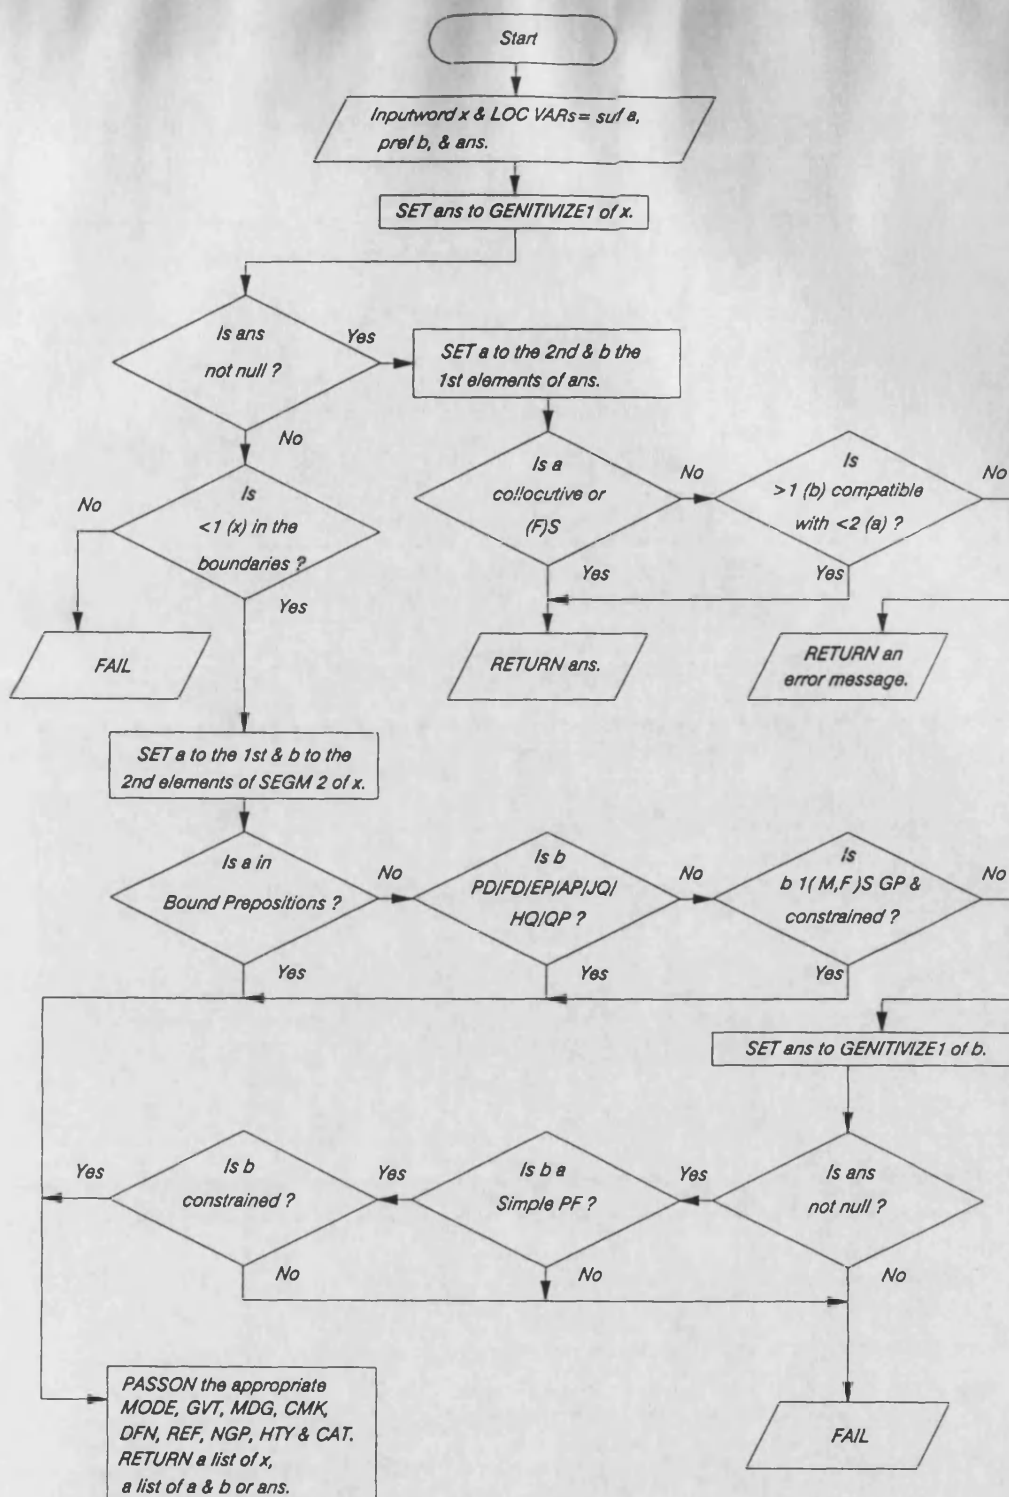 Start
Inputword x & LOC VARs= suf a,
pref b, & ans.
SET ans to GENITIVIZE1 of x.
Is ans
not null ?
Yes
No
SET a to the 2nd & b the
1st elements of ans.
Is a
collocutive or
(F)S
No
Yes
Is
>1 (b) compatible
with <2 (a) ?
No
Yes
Is
<1 (x) in the
boundaries ?
No
Yes
FAIL
RETURN ans.
RETURN an
error message.
SET a to the 1st & b to the
2nd elements of SEGM 2 of x.
Is a in
Bound Prepositions ?
No
Yes
Is b
PD/FD/EP/AP/JQ/
HQ/QP ?
No
Yes
Is
b 1(M,F)S GP &
constrained ?
No
Yes
SET ans to GENITIVIZE1 of b.
Yes
Is b
constrained ?
No
Yes
Is b a
Simple PF ?
No
Yes
Is ans
not null ?
No
PASSON the appropriate
MODE, GVT, MDG, CMK,
DFN, REF, NGP, HTY & CAT.
RETURN a list of x,
a list of a & b or ans.
FAIL